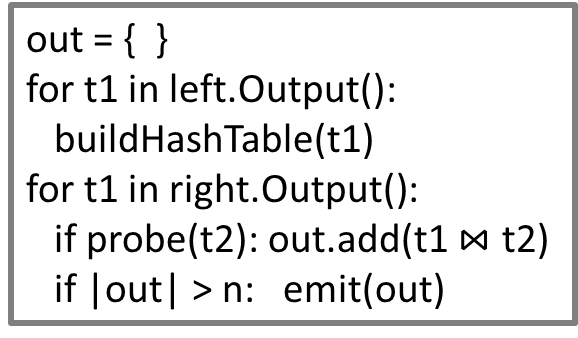 out = { }
for t1 in left.Output():
buildHashTable(t1)
for t1 in right.Output():
if probe(t2): out.add(t1 ⋈ t2)
if |out| > n: emit(out)